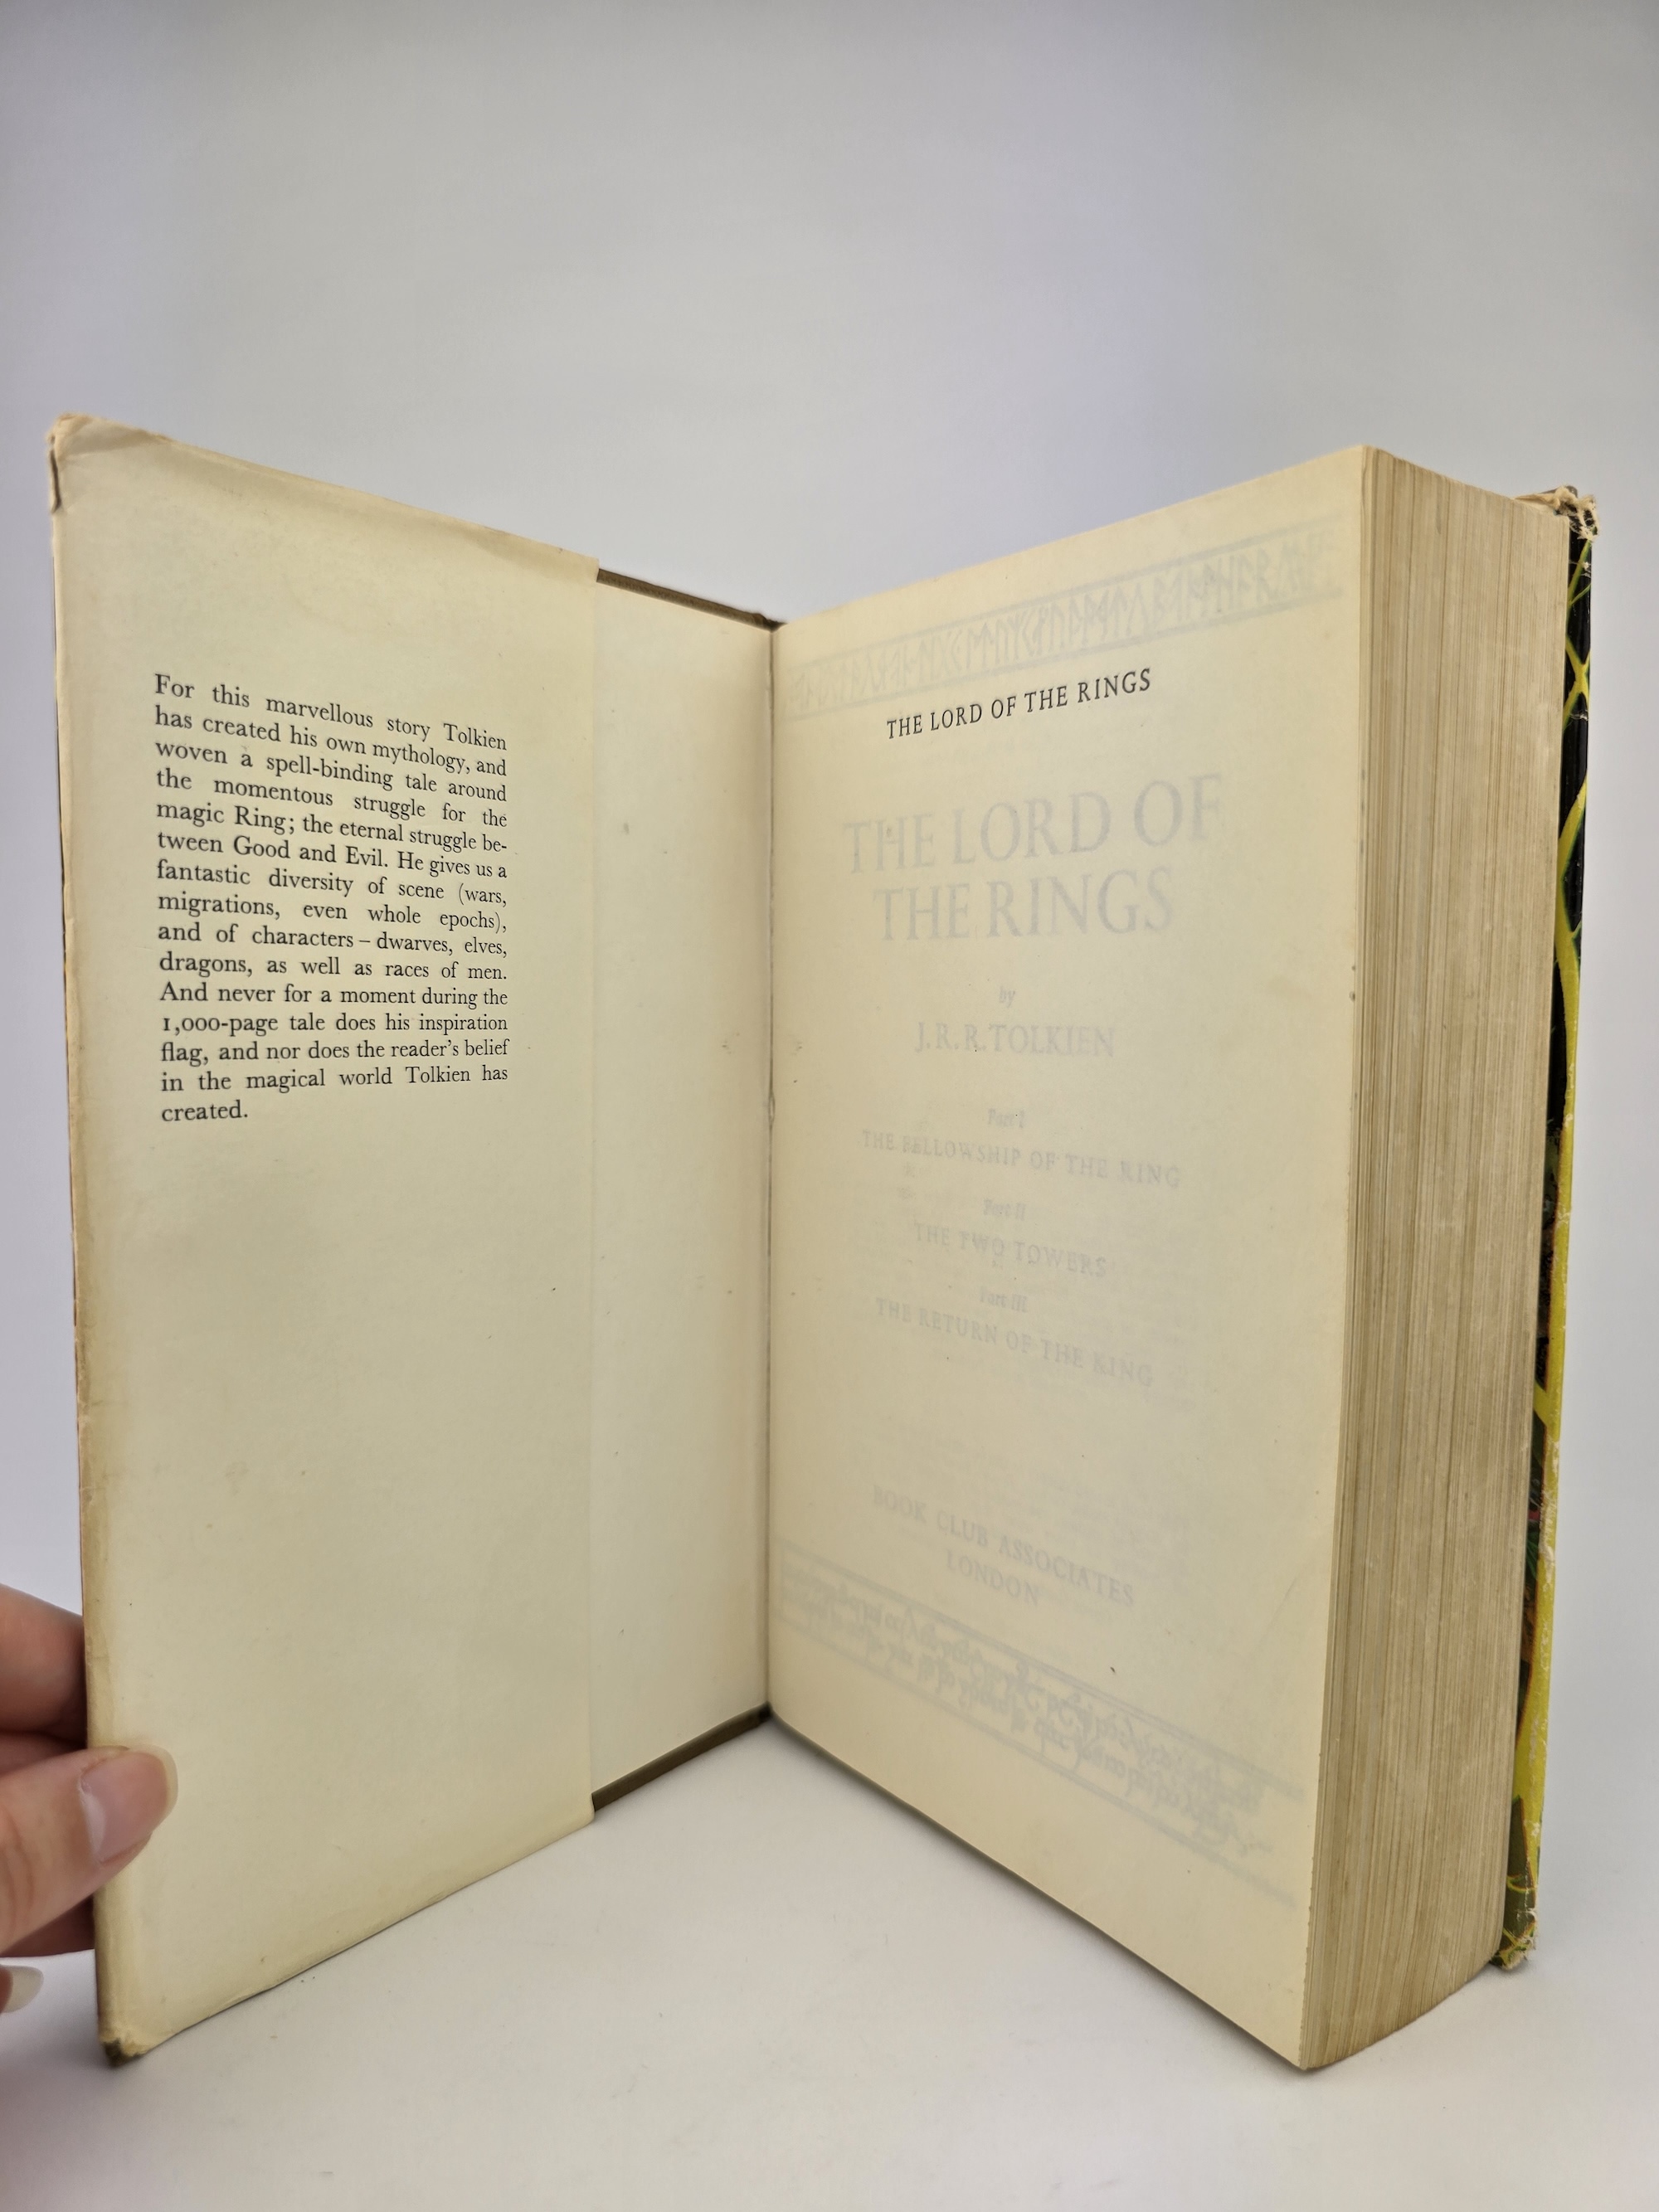 For this marvellous story Tolkien
has created his own mythology, and
woven a spell-binding tale around
the momentous struggle for the
magic Ring; the eternal struggle be-
tween Good and Evil. He gives us a
fantastic diversity of scene (wars,
migrations, even whole epochs),
and of characters – dwarves, elves,
dragons, as well as races of men.
And never for a moment during the
1,000-page tale does his inspiration
flag, and nor does the reader's belief
in the magical world Tolkien has
created.
THE LORD OF THE RINGS
THE LORD OF
THE RINGS
by
J.R.R.TOLKIEN
Part I
THE FELLOWSHIP OF THE RING
Part II
THE TWO TOWERS
Part III
THE RETURN OF THE KING
BOOK CLUB ASSOCIATES
LONDON